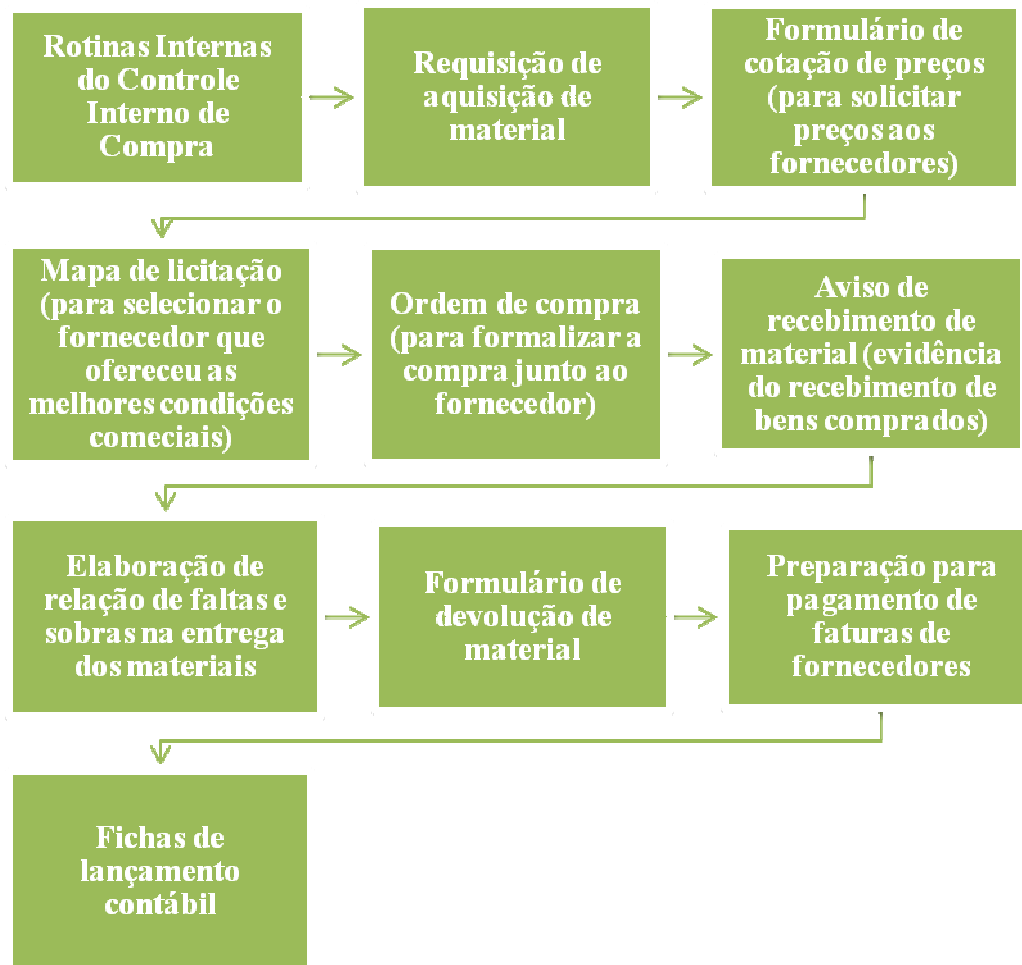 Rotinas Internas
do Controle
Interno de
Compra
Requisição de
aquisição de
material
Formulário de
cotação de preços
(para solicitar
preços aos
fornecedores)
Mapa de licitação
(para selecionar o
fornecedor que
ofereceu as
melhores condições
comeciais)
Ordem de compra
(para formalizar a
compra junto ao
fornecedor)
Aviso de
recebimento de
material (evidência
do recebimento de
bens comprados)
Elaboração de
relação de faltas e
sobras na entrega
dos materiais
Formulário de
devolução de
material
Preparação para
pagamento de
faturas de
fornecedores
Fichas de
lançamento
contábil